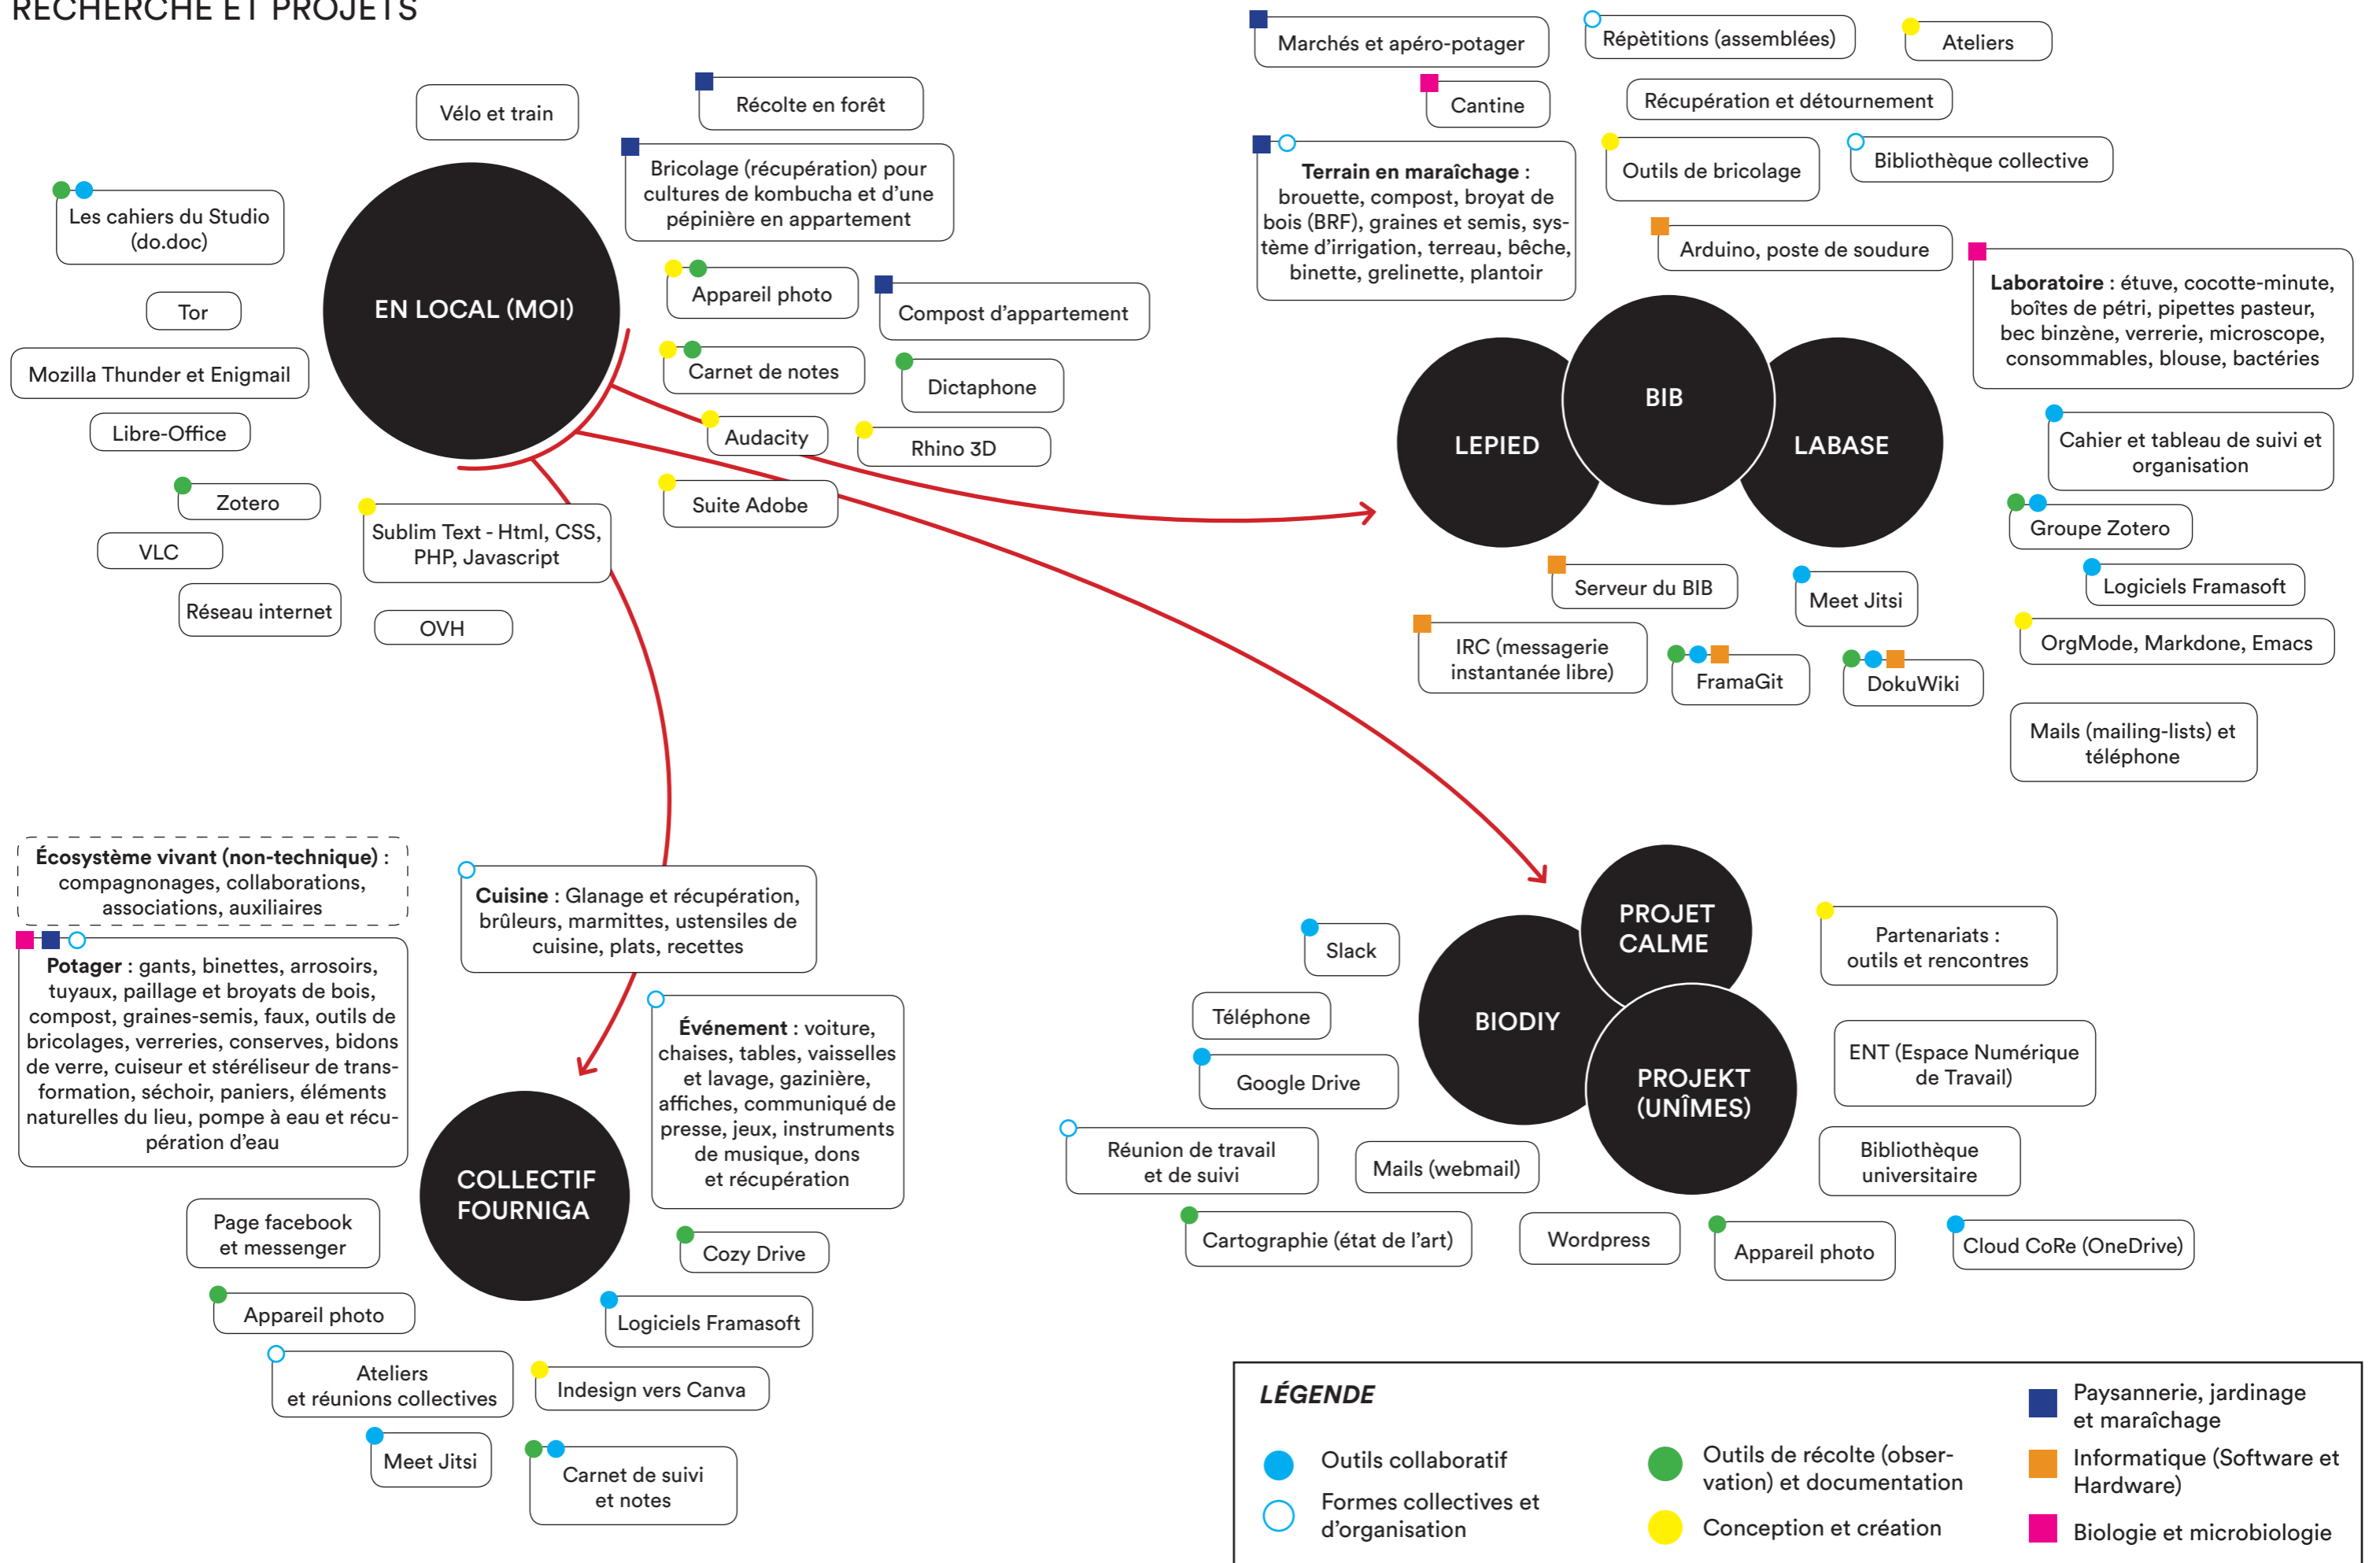 RECHERCHE ET PROJETS
Vélo et train
Récolte en forêt
Bricolage (récupération) pour
cultures de kombucha et d'une
pépinière en appartement
Les cahiers du Studio
(do.doc)
EN LOCAL (MOI)
Appareil photo
Compost d'appartement
Tor
Mozilla Thunder et Enigmail
Carnet de notes
Dictaphone
Libre-Office
Audacity
Rhino 3D
Zotero
Suite Adobe
Sublim Text - Html, CSS,
PHP, Javascript
VLC
Réseau internet
OVH
Marchés et apéro-potager
Répètitions (assemblées)
Ateliers
Cantine
Récupération et détournement
Terrain en maraîchage :
brouette, compost, broyat de
bois (BRF), graines et semis, sys-
tème d'irrigation, terreau, bêche,
binette, grelinette, plantoir
Outils de bricolage
Bibliothèque collective
Arduino, poste de soudure
Laboratoire : étuve, cocotte-minute,
boîtes de pétri, pipettes pasteur,
bec binzène, verrerie, microscope,
consommables, blouse, bactéries
LEPIED
BIB
LABASE
Cahier et tableau de suivi et
organisation
Groupe Zotero
Serveur du BIB
Meet Jitsi
Logiciels Framasoft
IRC (messagerie
instantanée libre)
FramaGit
DokuWiki
OrgMode, Markdone, Emacs
Mails (mailing-lists) et
téléphone
Écosystème vivant (non-technique) :
compagnonages, collaborations,
associations, auxiliaires
Cuisine : Glanage et récupération,
brûleurs, marmittes, ustensiles de
cuisine, plats, recettes
Potager : gants, binettes, arrosoirs,
tuyaux, paillage et broyats de bois,
compost, graines-semis, faux, outils de
bricolages, verreries, conserves, bidons
de verre, cuiseur et stéréliseur de trans-
formation, séchoir, paniers, éléments
naturelles du lieu, pompe à eau et récu-
pération d'eau
Événement : voiture,
chaises, tables, vaisselles
et lavage, gazinière,
affiches, communiqué de
presse, jeux, instruments
de musique, dons
et récupération
COLLECTIF
FOURNIGA
Page facebook
et messenger
Cozy Drive
Appareil photo
Logiciels Framasoft
Ateliers
et réunions collectives
Indesign vers Canva
Meet Jitsi
Carnet de suivi
et notes
PROJET
CALME
BIODIY
PROJEKT
(UNÎMES)
Slack
Partenariats :
outils et rencontres
Téléphone
Google Drive
ENT (Espace Numérique
de Travail)
Réunion de travail
et de suivi
Mails (webmail)
Bibliothèque
universitaire
Cartographie (état de l'art)
Wordpress
Appareil photo
Cloud CoRe (OneDrive)
LÉGENDE
Outils collaboratif
Formes collectives et
d'organisation
Outils de récolte (obser-
vation) et documentation
Conception et création
Paysannerie, jardinage
et maraîchage
Informatique (Software et
Hardware)
Biologie et microbiologie